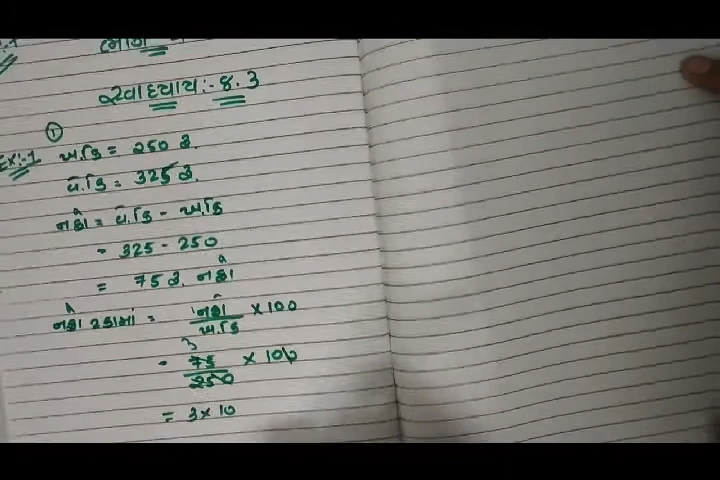 ભાગ
સ્વાધ્યાય:- 8.3
①
Ex:-1 અ.કિં = 250 રૂ.
વે.કિં = 325 રૂ.
નફો = વે.કિં - અ.કિં
= 325 - 250
= 75 રૂ. નફો
નફો ટકામાં = નફો / અ.કિં × 100
3
= 75 / 250 × 100
= 3 × 10